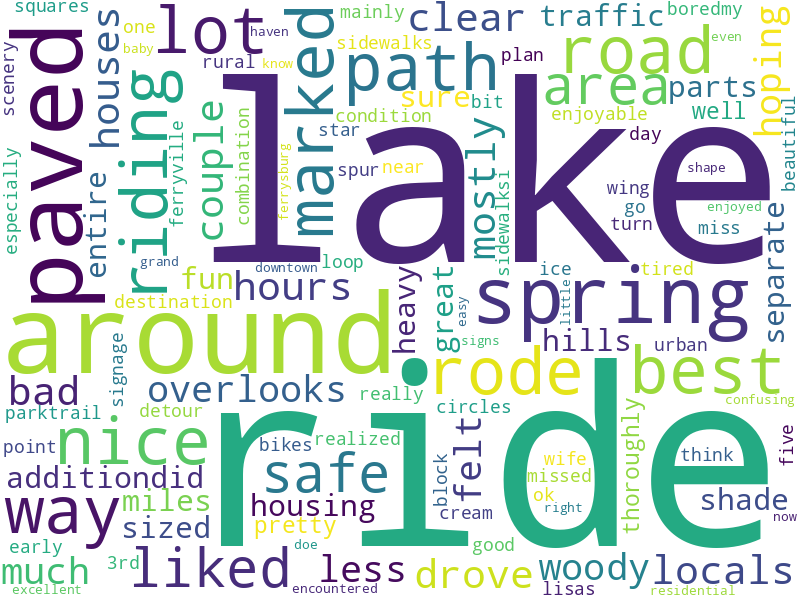 squares
mainly
boredmy
lot
haven
clear
traffic
one
baby
know
sidewalks
plan
even
scenery
paved
houses
rural
marked
path
road
hoping
riding
couple
combination
sure
bit
area
parts
condition
enjoyable
well
star
day
beautiful
especially
entire
ferryville
ferrysburg
spur
near
mostly
sidewalks1
lake
shape
wing
go
turn
miss
enjoyed
separate
grand
downtown
loop
fun
hours
destination
heavy
great
easy
ice
tired
spring
little
signs
hills
urban
around
signage
bad
overlooks
really
rode
best
confusing
parktrail
detour
circles
point
nice
bikes
realized
ride
felt
block
thoroughly
think
five
additiondid
safe
wife
missed
ok
right
shade
way
miles
sized
housing
pretty
cream
now
early
doe
good
much
3rd
liked
less
drove
woody
locals
excellent
encountered
lisas
residential